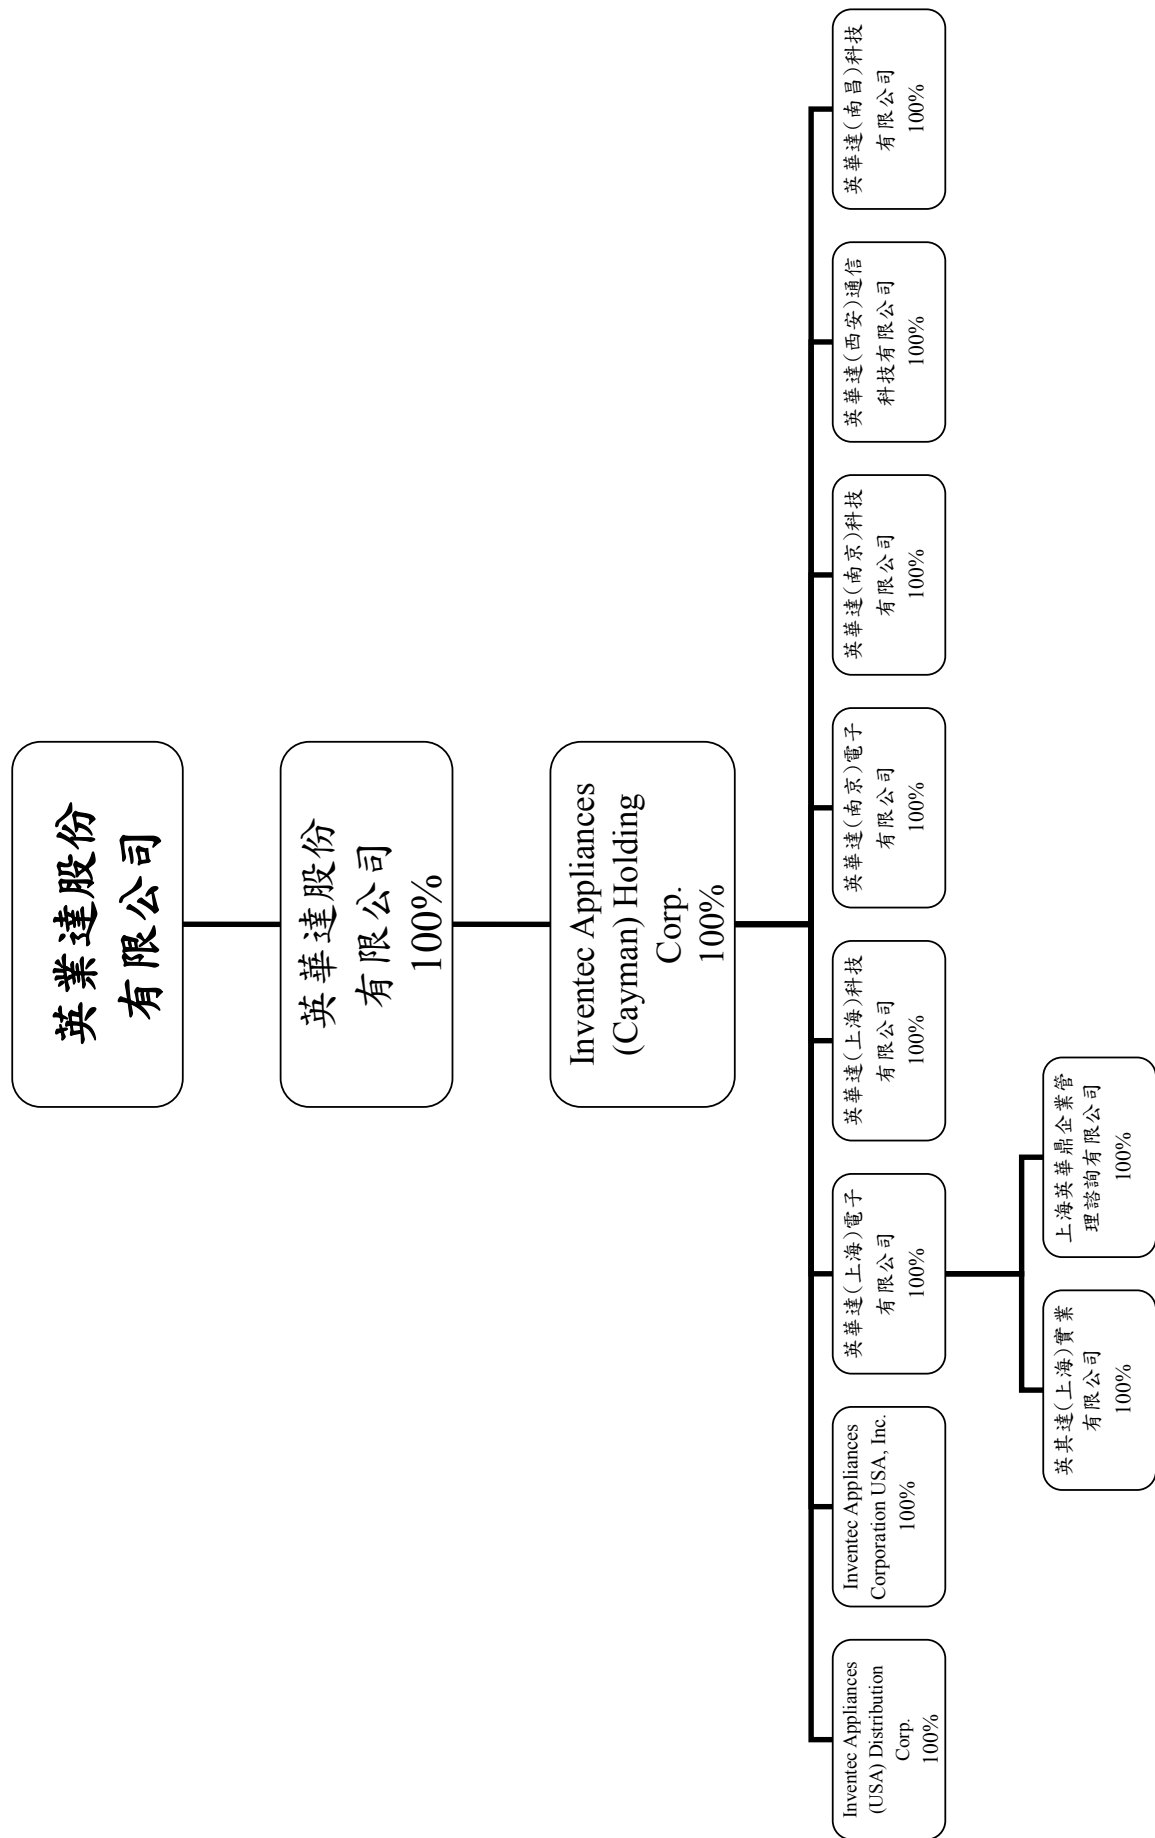 英業達股份
有限公司
英華達股份
有限公司
100%
Inventec Appliances
(Cayman) Holding
Corp.
100%
Inventec Appliances
(USA) Distribution
Corp.
100%
Inventec Appliances
Corporation USA, Inc.
100%
英華達(上海)電子
有限公司
100%
英華達(上海)科技
有限公司
100%
英華達(南京)電子
有限公司
100%
英華達(南京)科技
有限公司
100%
英華達(西安)通信
科技有限公司
100%
英華達(南昌)科技
有限公司
100%
英其達(上海)實業
有限公司
100%
上海英華鼎企業管
理諮詢有限公司
100%